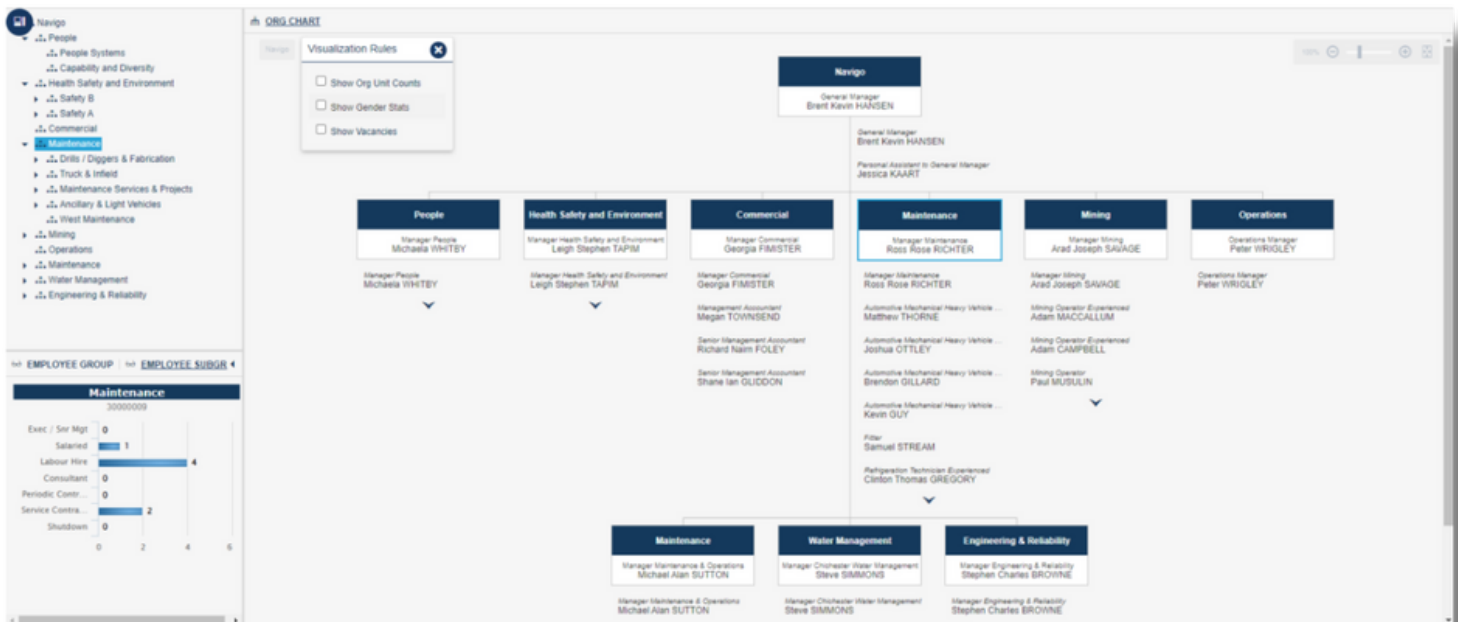 Navigo
People
People Systems
Capability and Diversity
Health Safety and Environment
Safety B
Safety A
Commercial
Maintenance
Drills / Diggers & Fabrication
Truck & Infield
Maintenance Services & Projects
Ancillary & Light Vehicles
West Maintenance
Mining
Operations
Maintenance
Water Management
Engineering & Reliability
EMPLOYEE GROUP EMPLOYEE SUBGR
Maintenance
30000009
Exec / Snr Mgt 0
Salaried 1
Labour Hire 4
Consultant 0
Periodic Contr... 0
Service Contra... 2
Shutdown 0
0 2 4 6
ORG CHART
Navigo
Visualization Rules
Show Org Unit Counts
Show Gender Stats
Show Vacancies
Navigo
General Manager
Brent Kevin HANSEN
General Manager
Brent Kevin HANSEN
Personal Assistant to General Manager
Jessica KAART
People
Manager People
Michaela WHITBY
Manager People
Michaela WHITBY
Health Safety and Environment
Manager Health Safety and Environment
Leigh Stephen TAPIM
Manager Health Safety and Environment
Leigh Stephen TAPIM
Commercial
Manager Commercial
Georgia FIMISTER
Manager Commercial
Georgia FIMISTER
Management Accountant
Megan TOWNSEND
Senior Management Accountant
Richard Nairn FOLEY
Senior Management Accountant
Shane Ian GLIDDON
Maintenance
Manager Maintenance
Ross Rose RICHTER
Manager Maintenance
Ross Rose RICHTER
Automotive Mechanical Heavy Vehicle ...
Matthew THORNE
Automotive Mechanical Heavy Vehicle ...
Joshua OTTLEY
Automotive Mechanical Heavy Vehicle ...
Brendon GILLARD
Automotive Mechanical Heavy Vehicle ...
Kevin GUY
Fitter
Samuel STREAM
Refrigeration Technician Experienced
Clinton Thomas GREGORY
Mining
Manager Mining
Arad Joseph SAVAGE
Manager Mining
Arad Joseph SAVAGE
Mining Operator Experienced
Adam MACCALLUM
Mining Operator Experienced
Adam CAMPBELL
Mining Operator
Paul MUSULIN
Operations
Operations Manager
Peter WRIGLEY
Operations Manager
Peter WRIGLEY
Maintenance
Manager Maintenance & Operations
Michael Alan SUTTON
Manager Maintenance & Operations
Michael Alan SUTTON
Water Management
Manager Chichester Water Management
Steve SIMMONS
Manager Chichester Water Management
Steve SIMMONS
Engineering & Reliability
Manager Engineering & Reliability
Stephen Charles BROWNE
Manager Engineering & Reliability
Stephen Charles BROWNE